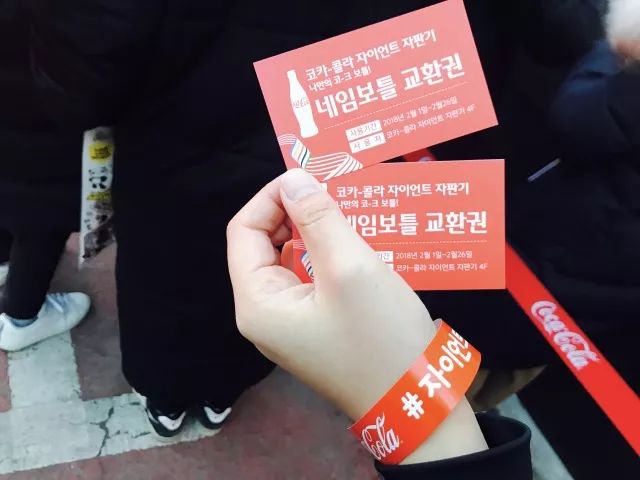 코카-콜라 자이언트 자판기
나만의 코-크 보틀!
네임보틀 교환권
사용기간 2018년 2월 1일~2월26일
사 용 처 코카-콜라 자이언트 자판기 4F
코카-콜라 자이언트 자판기
나만의 코-크 보틀!
네임보틀 교환권
기간 2018년 2월 1일~2월26일
코카-콜라 자이언트 자판기 4F
Coca-Cola
#자이언트
Cola